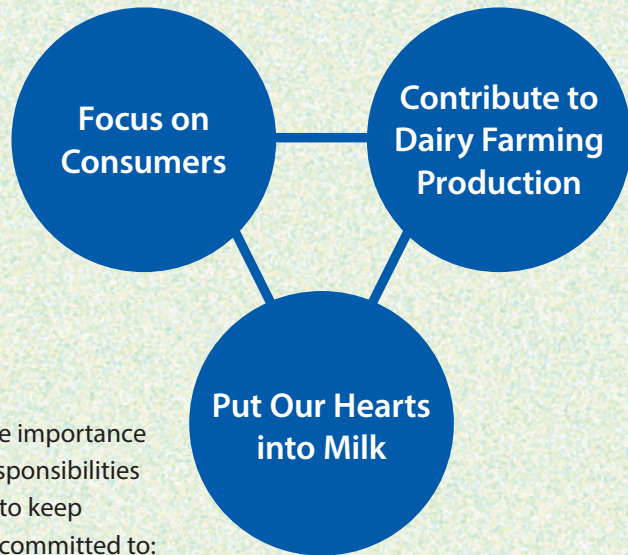 Focus on
Consumers
Contribute to
Dairy Farming
Production
Put Our Hearts
into Milk
e importance
sponsibilities
to keep
committed to: